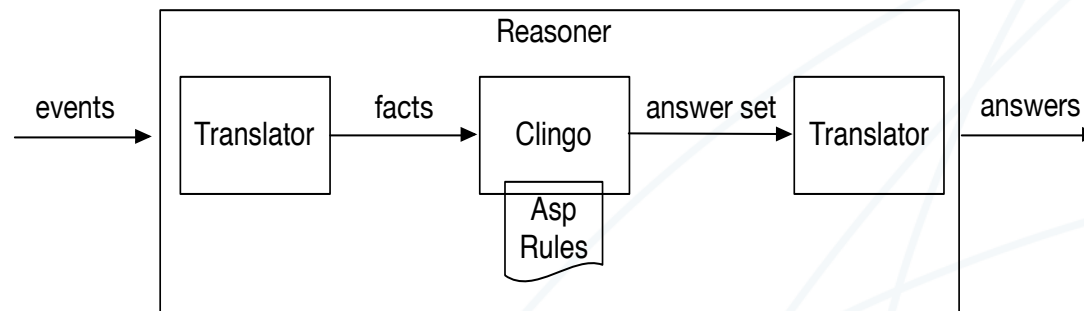 Reasoner
events
Translator
facts
Clingo
answer set
Translator
answers
Asp
Rules